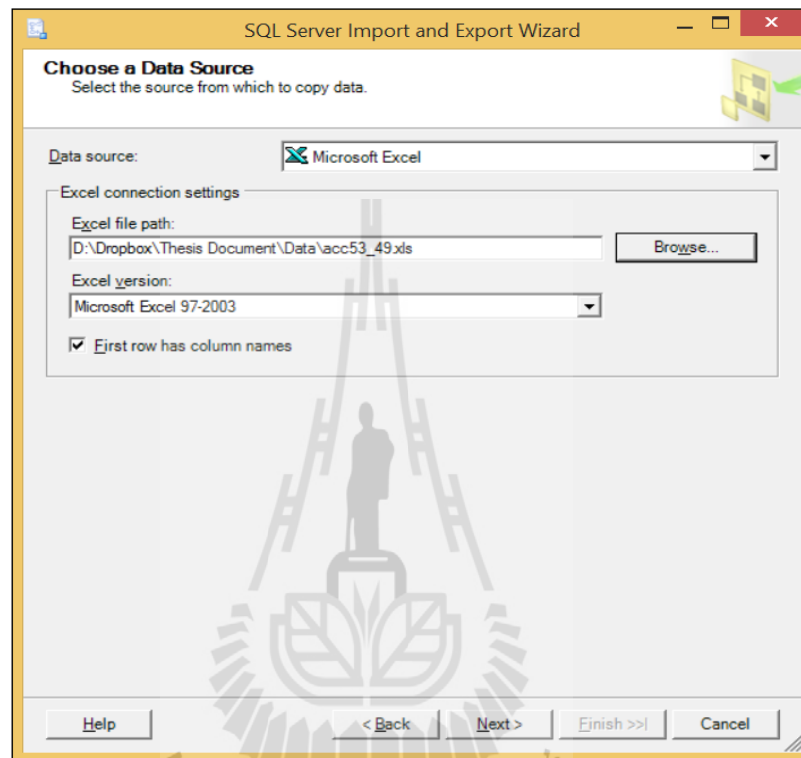 SQL Server Import and Export Wizard
Choose a Data Source
Select the source from which to copy data.
Data source:
Microsoft Excel
Excel connection settings
Excel file path:
D:\Dropbox\Thesis Document\Data\acc53_49.xls
Browse...
Excel version:
Microsoft Excel 97-2003
First row has column names
Help
< Back
Next >
Finish >>|
Cancel